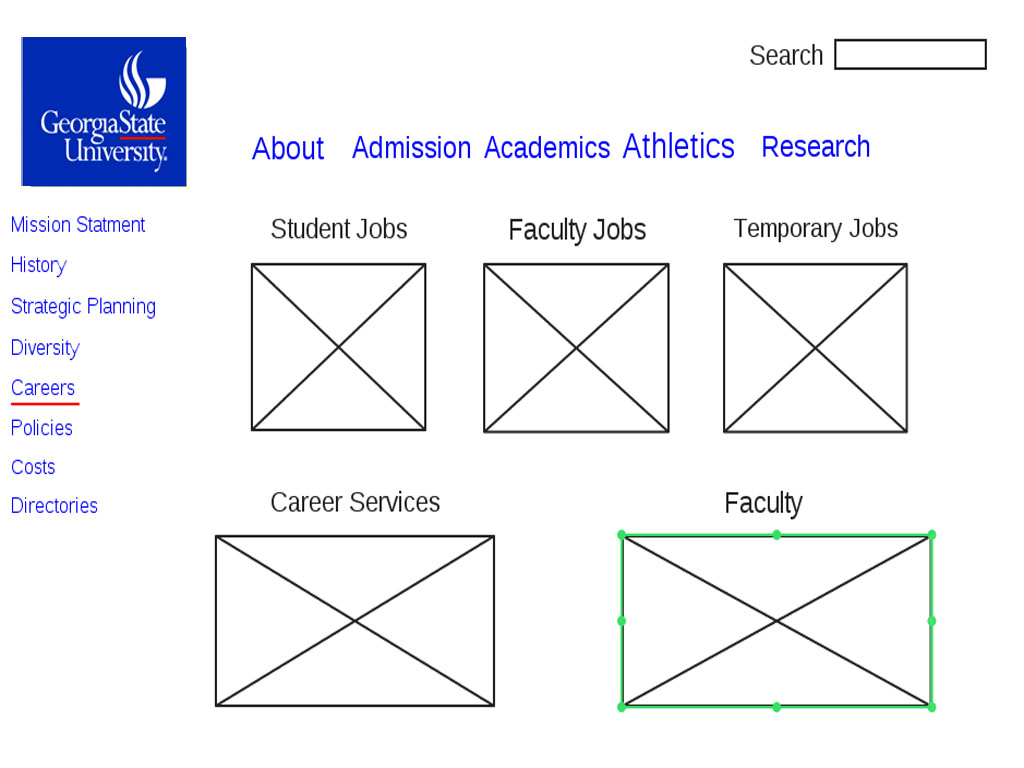 Search
GeorgiaState
University.
About Admission Academics Athletics Research
Mission Statment
History
Strategic Planning
Diversity
Careers
Policies
Costs
Directories
Student Jobs Faculty Jobs Temporary Jobs
Career Services Faculty